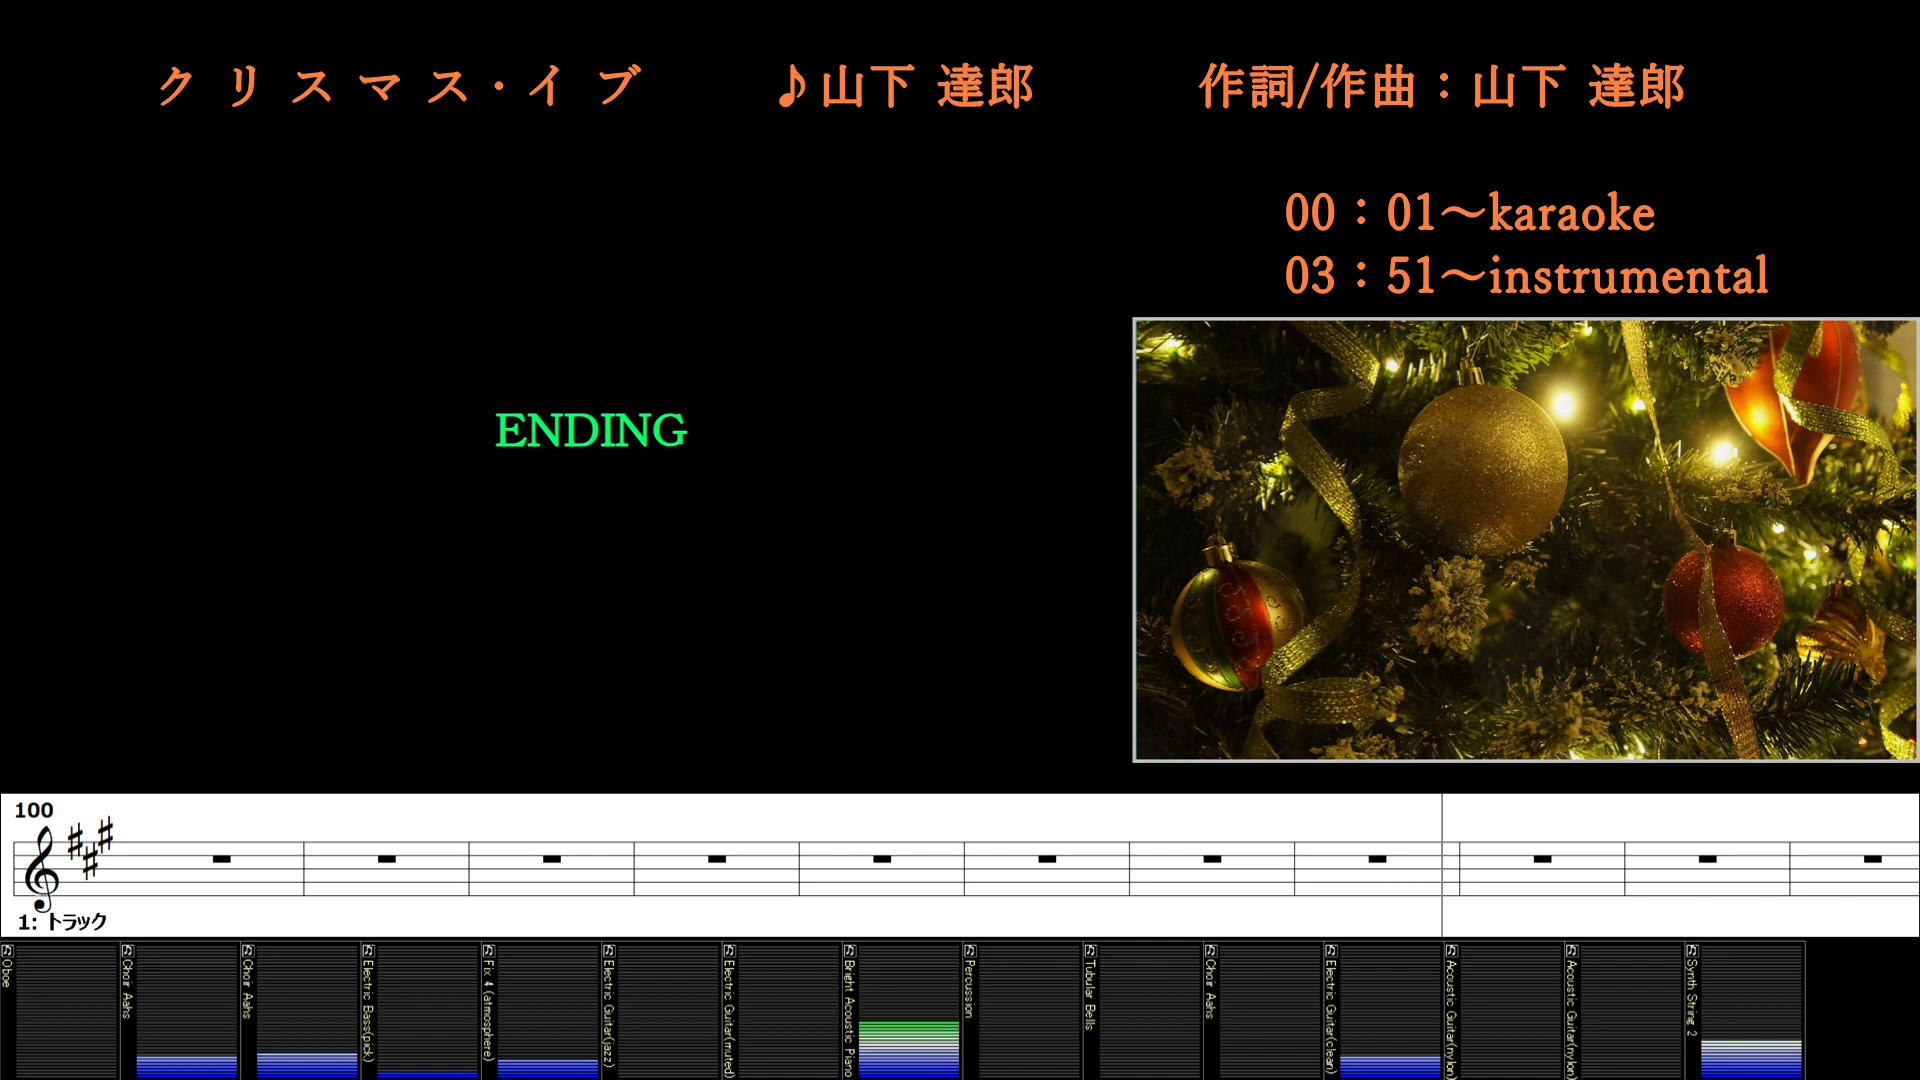 クリスマス・イブ ♪山下 達郎 作詞/作曲：山下 達郎
00：01～karaoke
03：51～instrumental
ENDING
100
1: トラック
Oboe
Choir Aahs
Choir Aahs
Electric Bass(pick)
Fix 4 (atmosphere)
Electric Guitar(jazz)
Electric Guitar(muted)
Bright Acoustic Piano
Percussion
Tubular Bells
Choir Aahs
Electric Guitar(clean)
Acoustic Guitar(nylon)
Acoustic Guitar(nylon)
Synth String 2